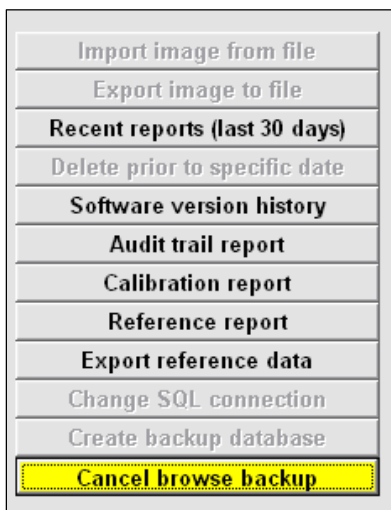 Import image from file
Export image to file
Recent reports (last 30 days)
Delete prior to specific date
Software version history
Audit trail report
Calibration report
Reference report
Export reference data
Change SQL connection
Create backup database
Cancel browse backup